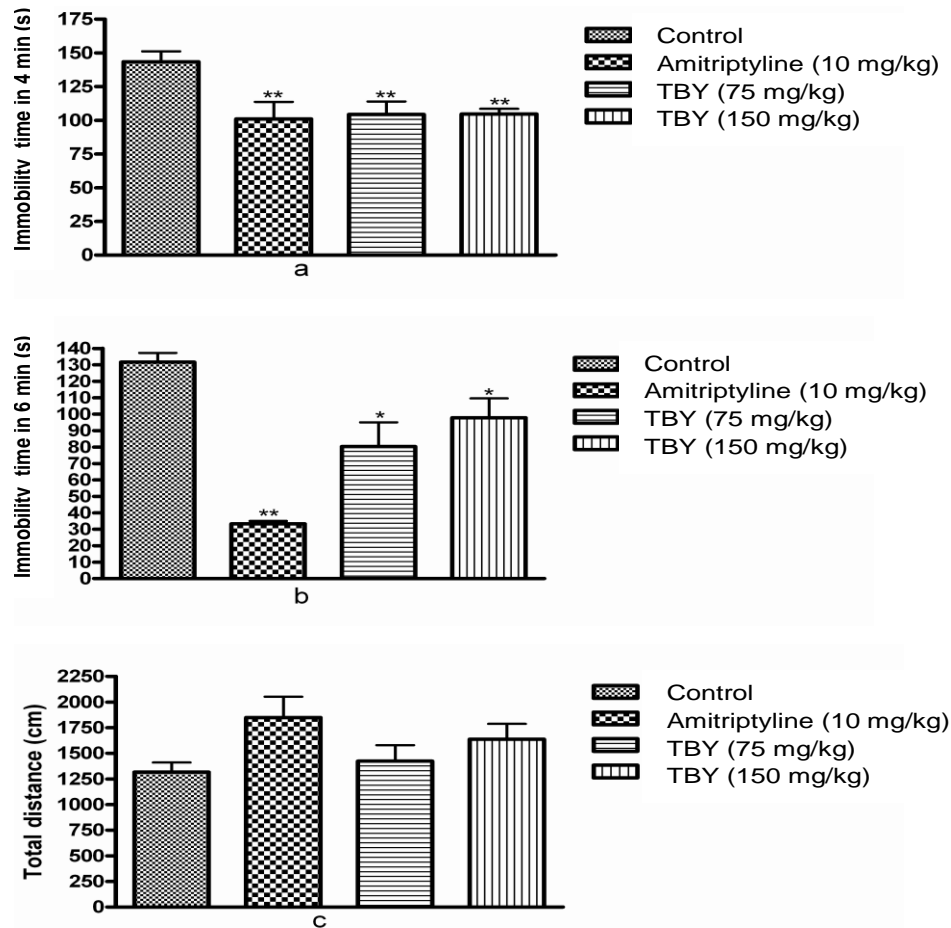 Immobility time in 4 min (s)
175
150
125
100
75
50
25
0
**
**
**
a
Control
Amitriptyline (10 mg/kg)
TBY (75 mg/kg)
TBY (150 mg/kg)
Immobility time in 6 min (s)
140
130
120
110
100
90
80
70
60
50
40
30
20
10
0
**
*
*
b
Control
Amitriptyline (10 mg/kg)
TBY (75 mg/kg)
TBY (150 mg/kg)
Total distance (cm)
2250
2000
1750
1500
1250
1000
750
500
250
0
c
Control
Amitriptyline (10 mg/kg)
TBY (75 mg/kg)
TBY (150 mg/kg)